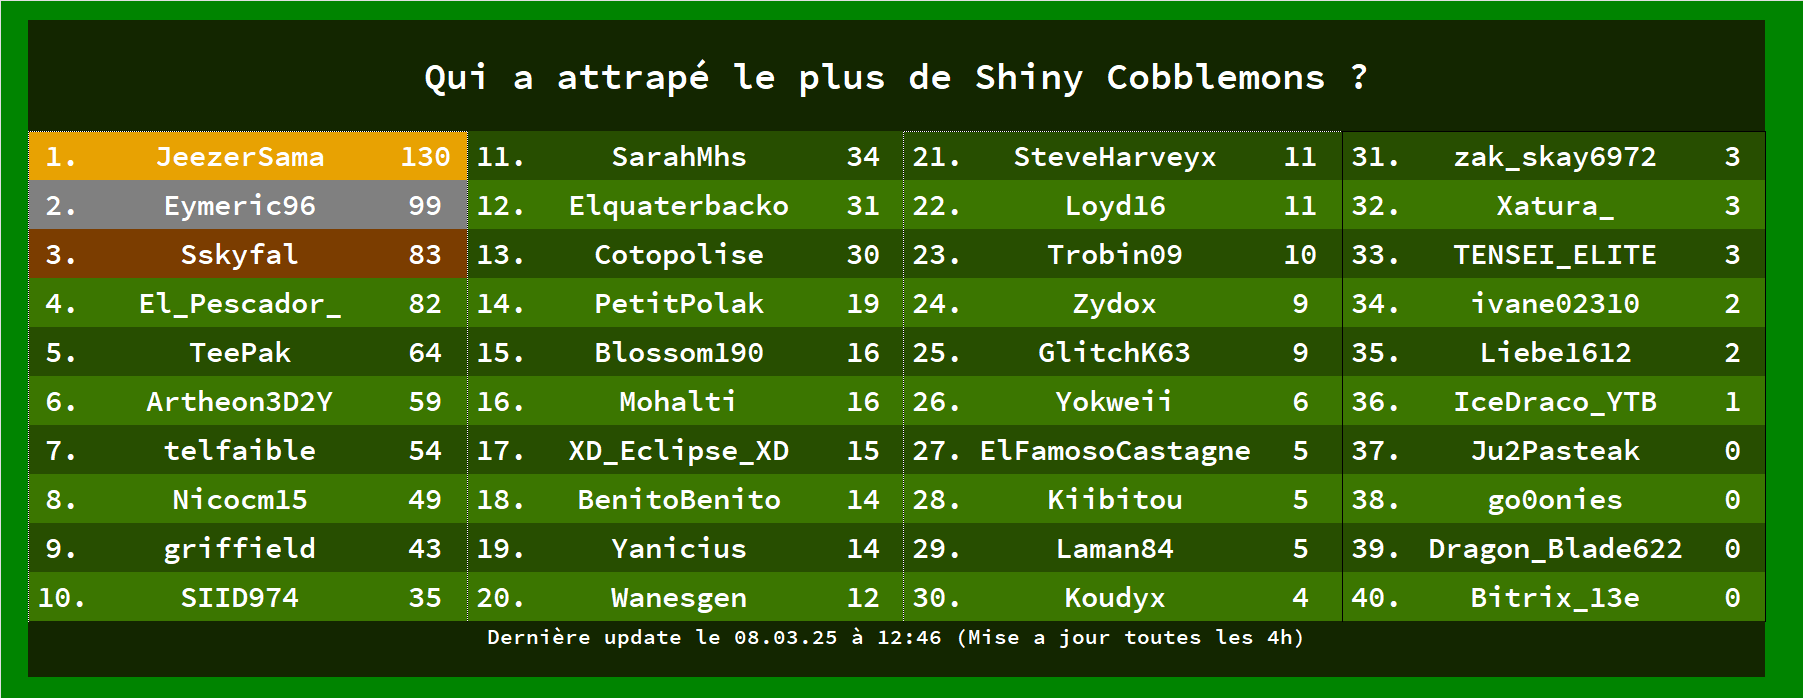 Qui a attrapé le plus de Shiny Cobblemons ?
1. JeezerSama 130 11. SarahMhs 34 21. SteveHarveyx 11 31. zak_skay6972 3
2. Eymeric96 99 12. Elquaterbacko 31 22. Loyd16 11 32. Xatura_ 3
3. Sskyfal 83 13. Cotopolise 30 23. Trobin09 10 33. TENSEI_ELITE 3
4. El_Pescador_ 82 14. PetitPolak 19 24. Zydox 9 34. ivane02310 2
5. TeePak 64 15. Blossom190 16 25. GlitchK63 9 35. Liebe1612 2
6. Artheon3D2Y 59 16. Mohalti 16 26. Yokweii 6 36. IceDraco_YTB 1
7. telfaible 54 17. XD_Eclipse_XD 15 27. ElFamosoCastagne 5 37. Ju2Pasteak 0
8. Nicocm15 49 18. BenitoBenito 14 28. Kiibitou 5 38. go0onies 0
9. griffield 43 19. Yanicius 14 29. Laman84 5 39. Dragon_Blade622 0
10. SIID974 35 20. Wanesgen 12 30. Koudyx 4 40. Bitrix_13e 0
Dernière update le 08.03.25 à 12:46 (Mise a jour toutes les 4h)